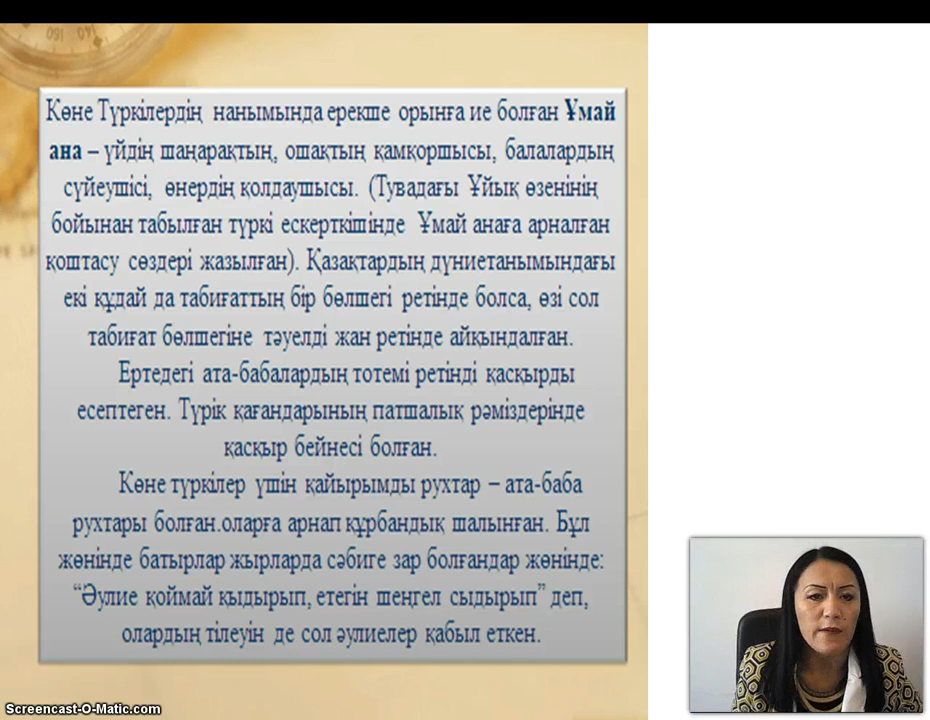 Көне Түркілердің нанымында ерекше орынға ие болған Ұмай
ана – үйдің шаңарақтың, ошақтың қамқоршысы, балалардың
сүйеушісі, өнердің қолдаушысы. (Тувадағы Ұйық өзенінің
бойынан табылған түркі ескерткішінде Ұмай анаға арналған
қоштасу сөздері жазылған). Қазақтардың дүниетанымындағы
екі құдай да табиғаттың бір бөлшегі ретінде болса, өзі сол
табиғат бөлшегіне тәуелді жан ретінде айқындалған.
Ертедегі ата-бабалардың тотемі ретінді қасқырды
есептеген. Түрік қағандарының патшалық рәміздерінде
қасқыр бейнесі болған.
Көне түркілер үшін қайырымды рухтар – ата-баба
рухтары болған.оларға арнап құрбандық шалынған. Бұл
жөнінде батырлар жырларда сәбиге зар болғандар жөнінде:
“Әулие қоймай қыдырып, етегін шеңгел сыдырып” деп,
олардың тілеуін де сол әулиелер қабыл еткен.
Screencast-O-Matic.com